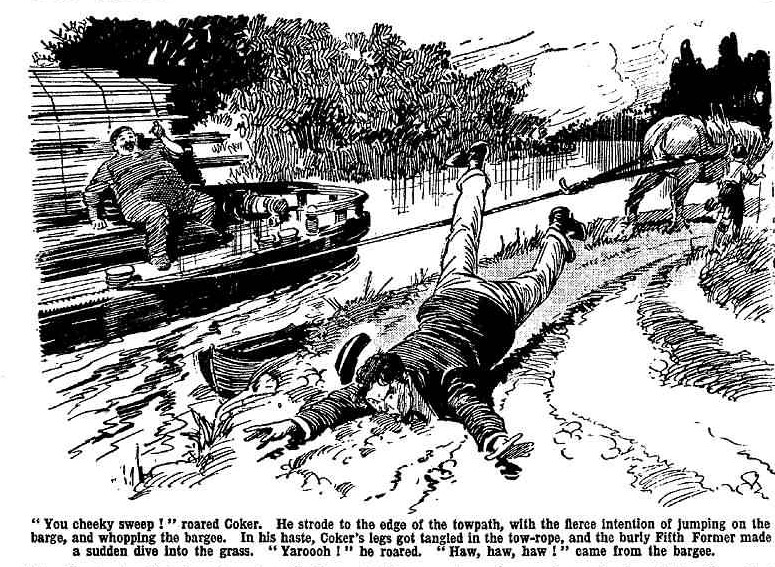 “ You cheeky sweep ! ” roared Coker. He strode to the edge of the towpath, with the fierce intention of jumping on the
barge, and whopping the bargee. In his haste, Coker’s legs got tangled in the tow-rope, and the burly Fifth Former made
a sudden dive into the grass. “ Yaroooh ! ” he roared. “ Haw, haw, haw ! ” came from the bargee.